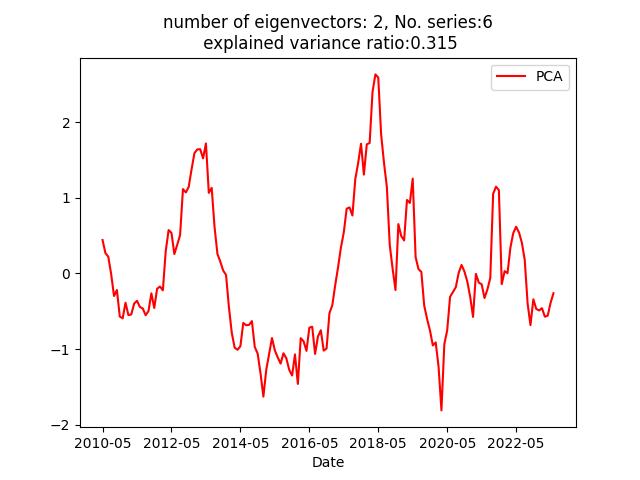 number of eigenvectors: 2, No. series:6
explained variance ratio:0.315
PCA
2
1
0
−1
−2
2010-05 2012-05 2014-05 2016-05 2018-05 2020-05 2022-05
Date